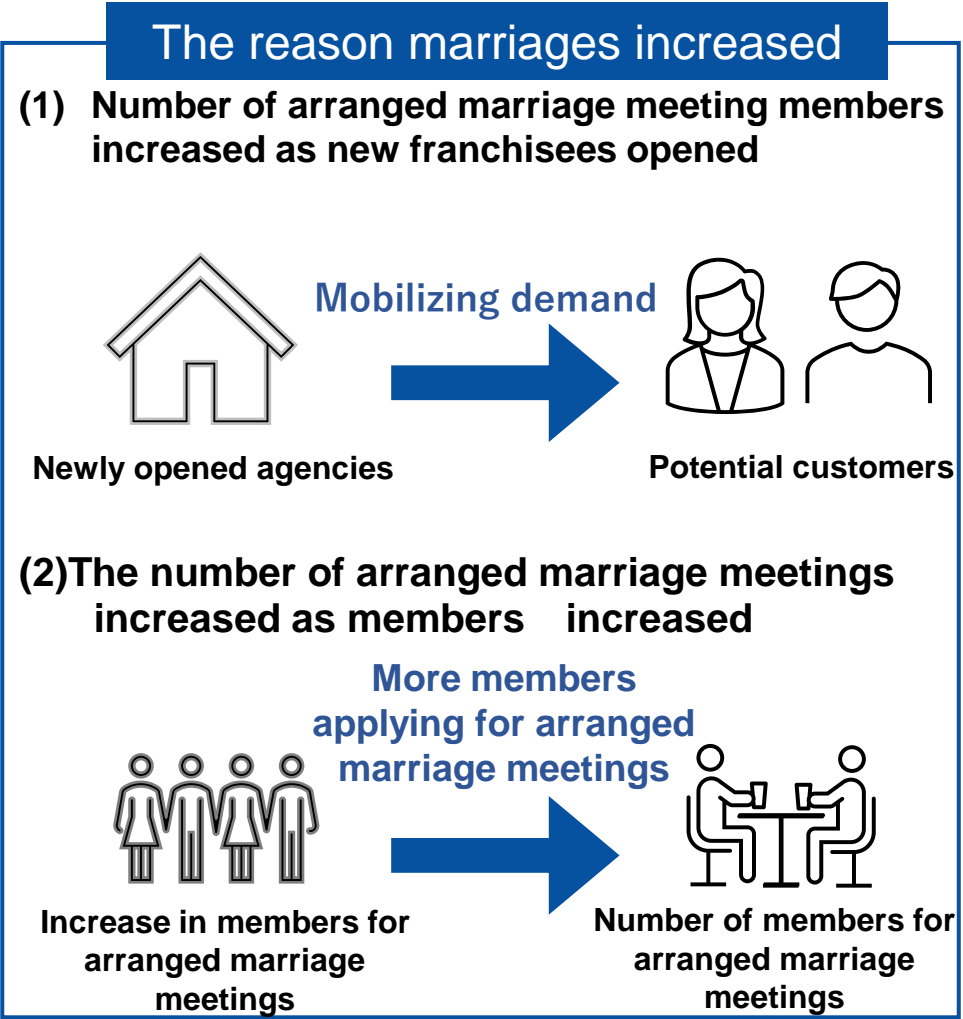 The reason marriages increased
(1) Number of arranged marriage meeting members
increased as new franchisees opened
Mobilizing demand
Newly opened agencies
Potential customers
(2)The number of arranged marriage meetings
increased as members increased
More members
applying for arranged
marriage meetings
Increase in members for
arranged marriage
meetings
Number of members for
arranged marriage
meetings